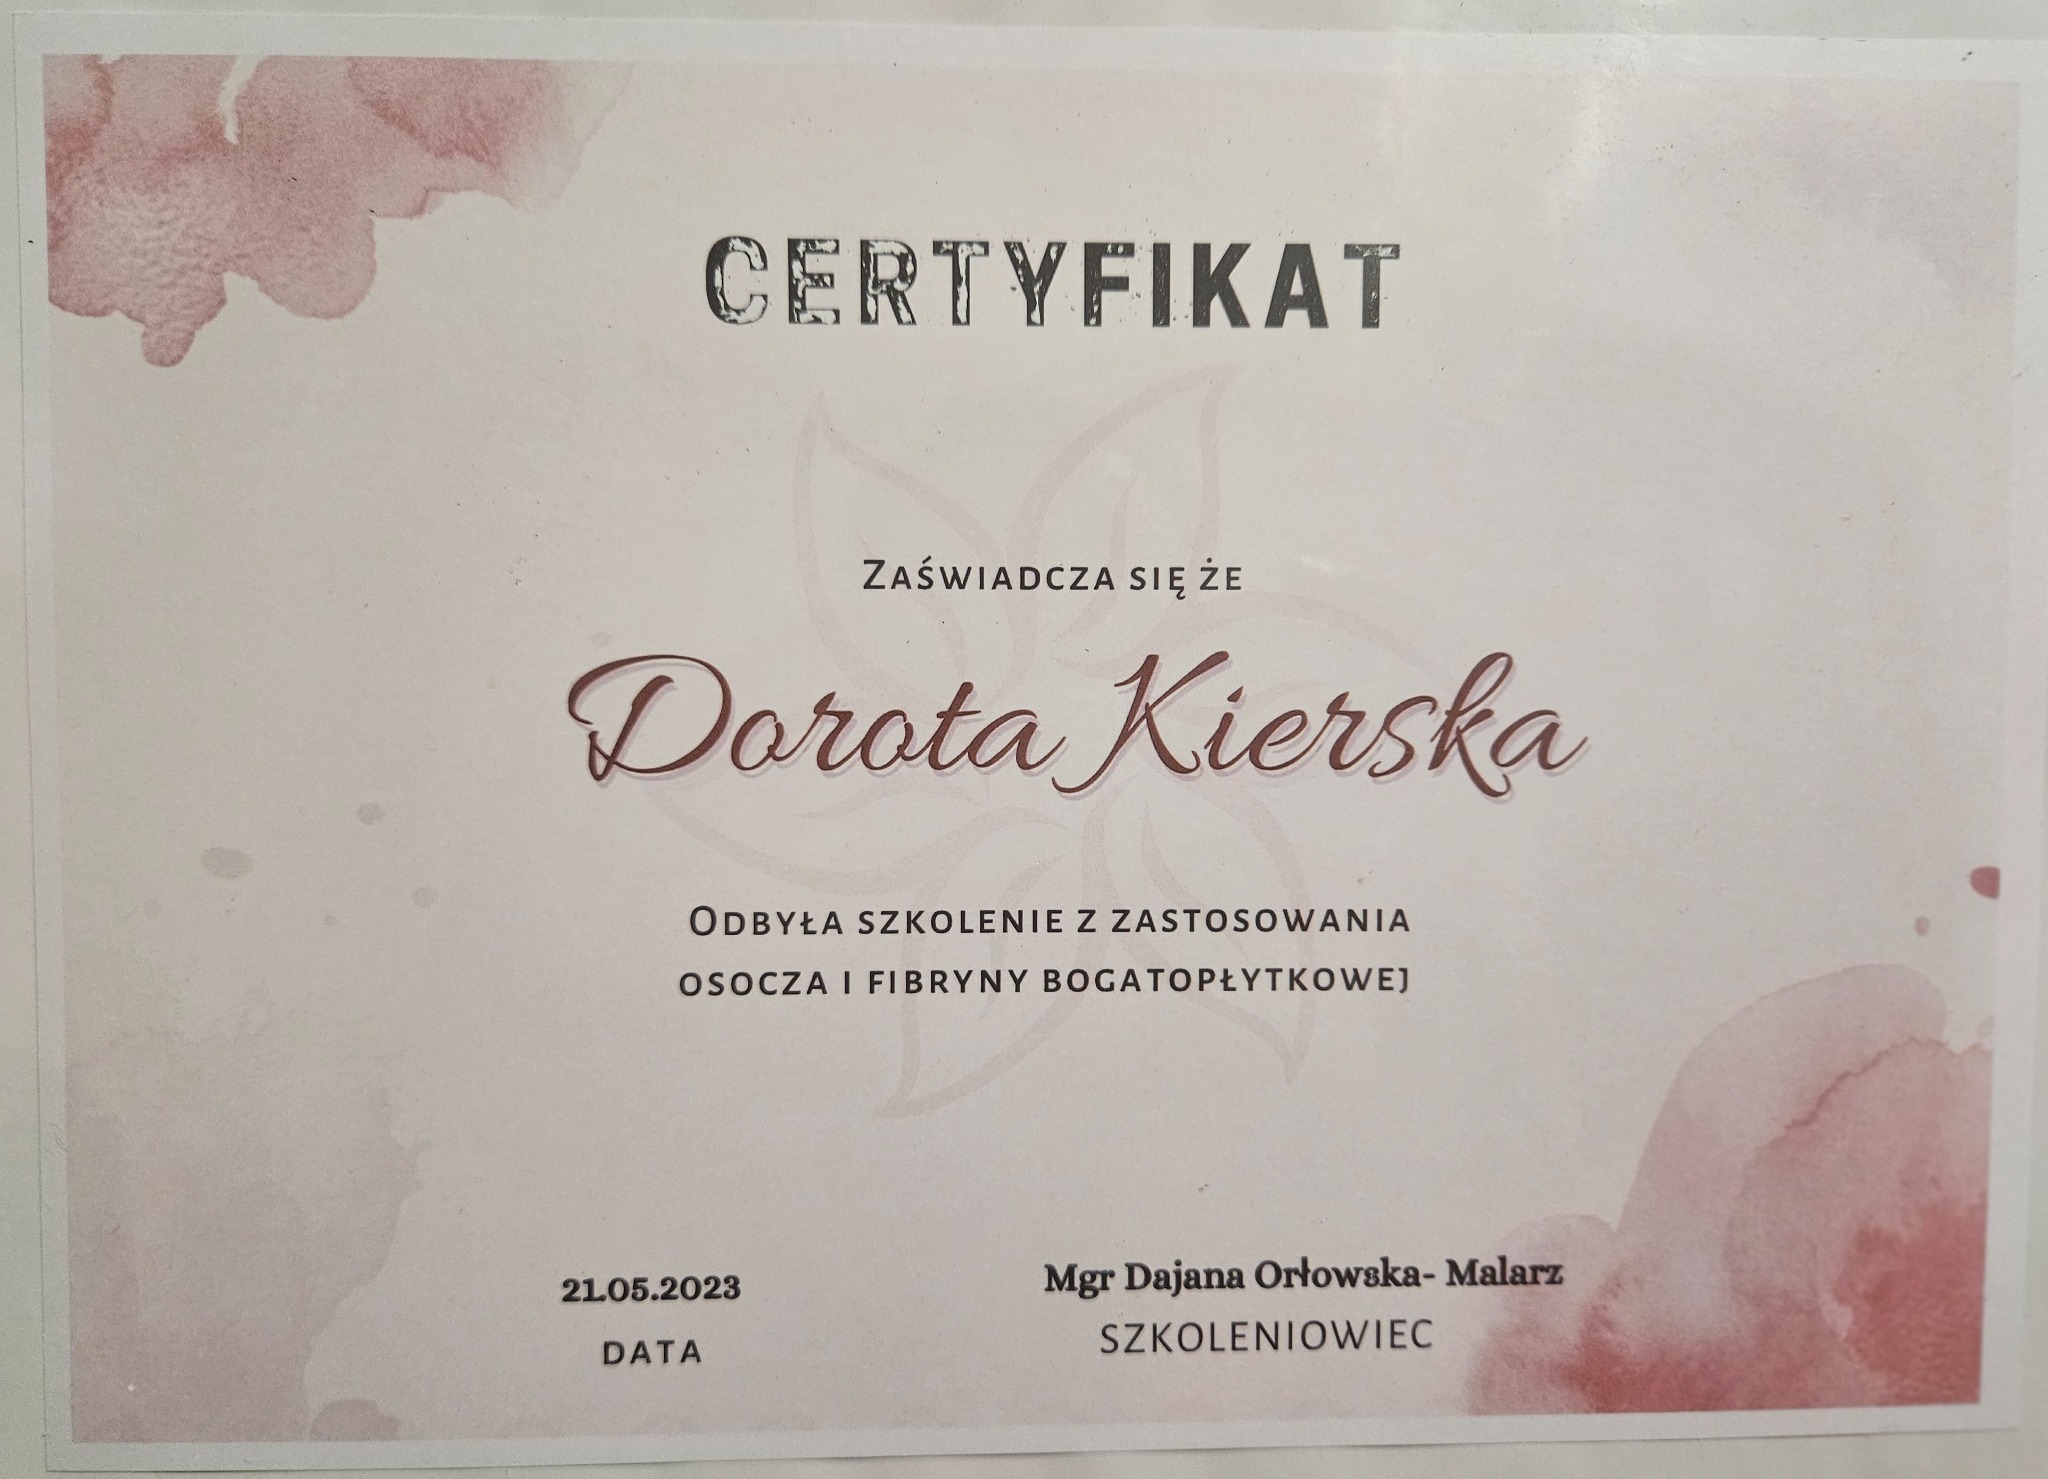 CERTYFIKAT
Zaświadcza się że
Dorota Kierska
Odbyła szkolenie z zastosowania
osocza i fibryny bogatopłytkowej
21.05.2023
DATA
Mgr Dajana Orłowska- Malarz
SZKOLENIOWIEC